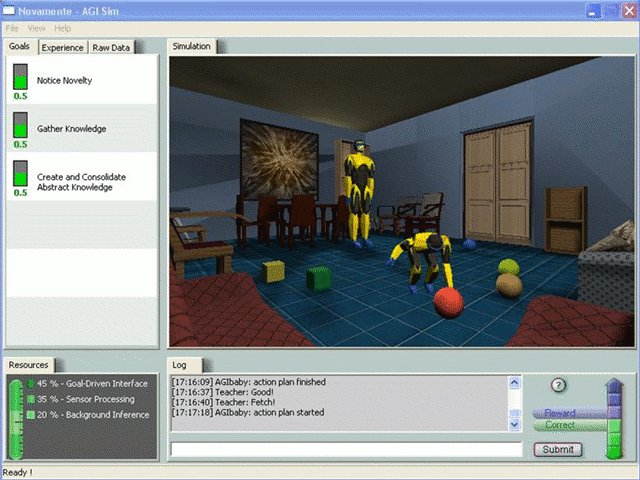 Novamente - AGI Sim
File View Help
Goals Experience Raw Data
Simulation
Notice Novelty
0.5
Gather Knowledge
0.5
Create and Consolidate
Abstract Knowledge
0.5
Resources
45 % - Goal-Driven Interface
35 % - Sensor Processing
20 % - Background Inference
Log
[17:16:09] AGIbaby: action plan finished
[17:16:37] Teacher: Good!
[17:16:40] Teacher: Fetch!
[17:17:18] AGIbaby: action plan started
?
Reward
Correct
Submit
Ready !